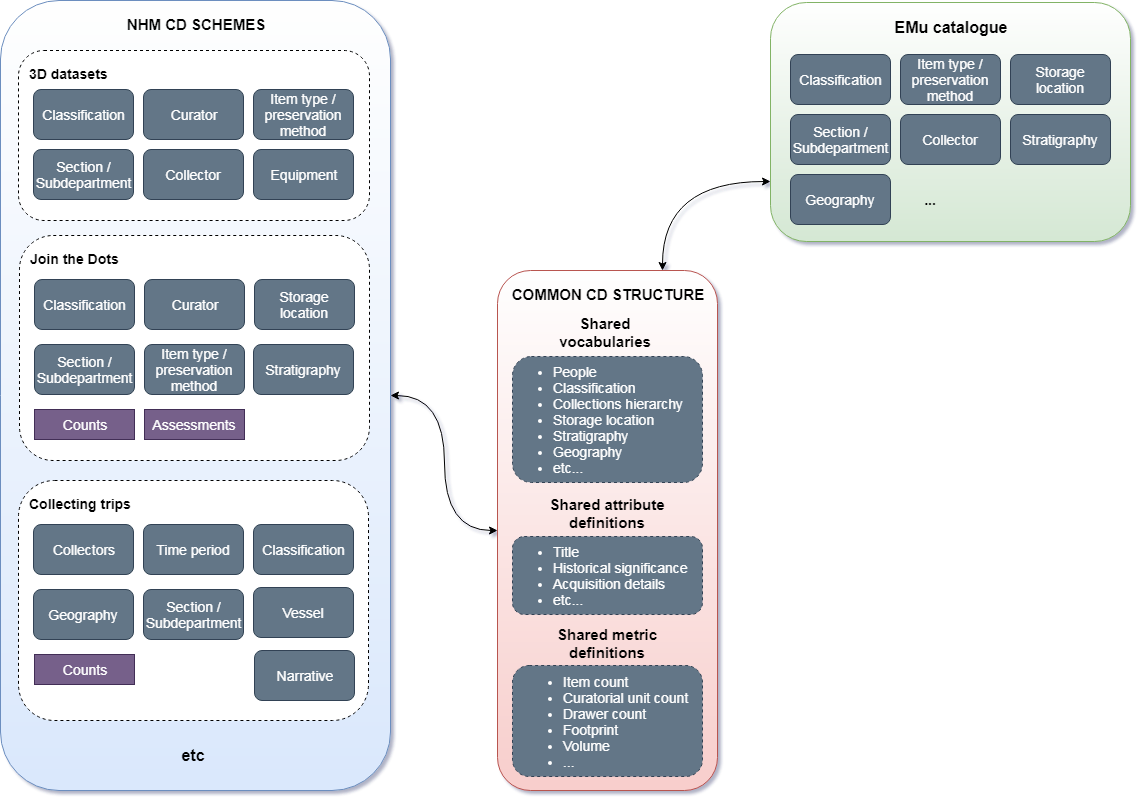 NHM CD SCHEMES
3D datasets
Classification
Curator
Item type /
preservation
method
Section /
Subdepartment
Collector
Equipment
Join the Dots
Classification
Curator
Storage
location
Section /
Subdepartment
Item type /
preservation
method
Stratigraphy
Counts
Assessments
Collecting trips
Collectors
Time period
Classification
Geography
Section /
Subdepartment
Vessel
Counts
Narrative
etc
COMMON CD STRUCTURE
Shared
vocabularies
• People
• Classification
• Collections hierarchy
• Storage location
• Stratigraphy
• Geography
• etc...
Shared attribute
definitions
• Title
• Historical significance
• Acquisition details
• etc...
Shared metric
definitions
• Item count
• Curatorial unit count
• Drawer count
• Footprint
• Volume
• ...
EMu catalogue
Classification
Item type /
preservation
method
Storage
location
Section /
Subdepartment
Collector
Stratigraphy
Geography
...